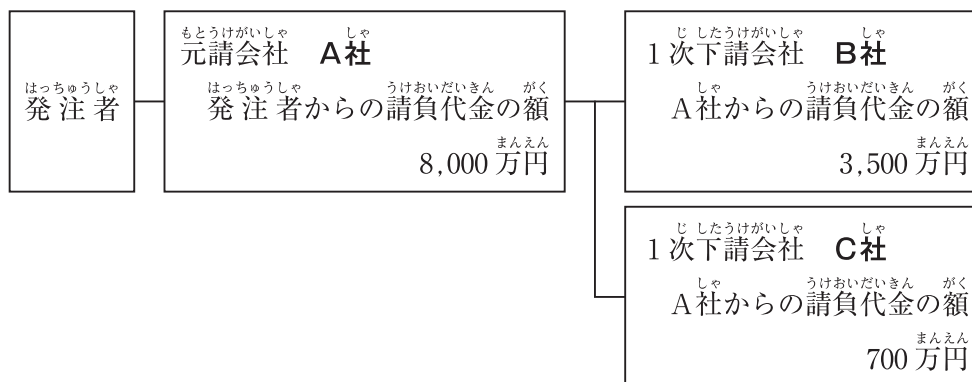 発注者
元請会社 A社
発注者からの請負代金の額
8,000万円
1次下請会社 B社
A社からの請負代金の額
3,500万円
1次下請会社 C社
A社からの請負代金の額
700万円